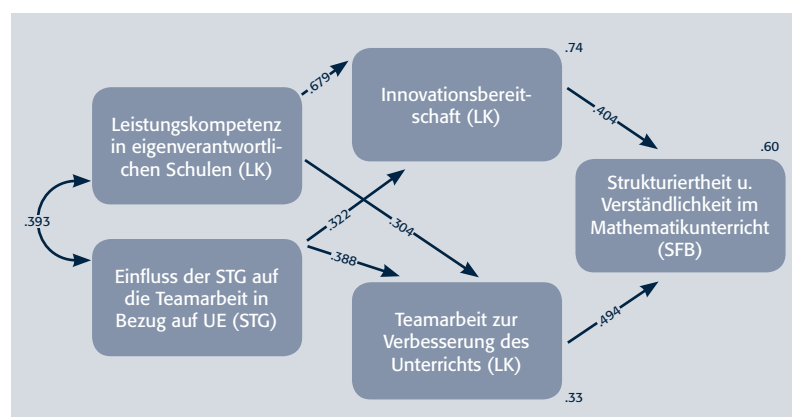 .74
.679
Innovationsbereit-
schaft (LK)
Leistungskompetenz
in eigenverantwortli-
chen Schulen (LK)
.404
.60
Strukturiertheit u.
Verständlichkeit im
Mathematikunterricht
(SFB)
.393
.322
.304
.388
Einfluss der STG auf
die Teamarbeit in
Bezug auf UE (STG)
Teamarbeit zur
Verbesserung des
Unterrichts (LK)
.494
.33